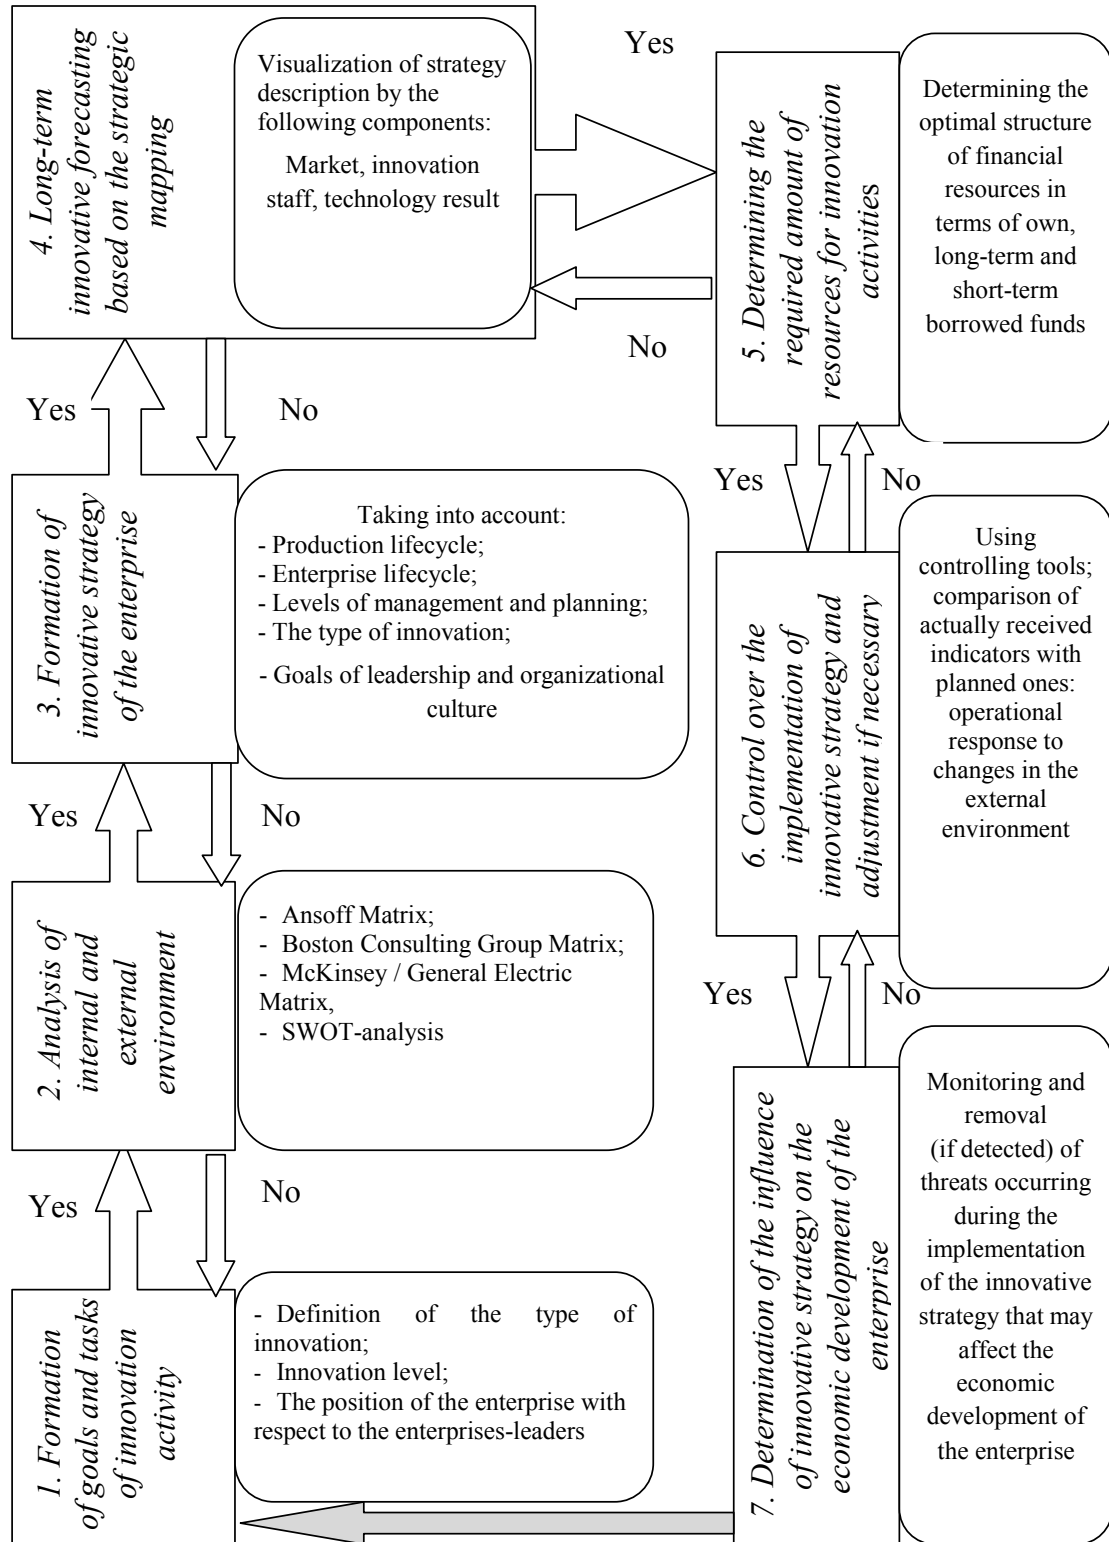 4. Long-term
innovative forecasting
based on the strategic
mapping
Visualization of strategy
description by the
following components:
Market, innovation
staff, technology result
Yes
No
5. Determining the
required amount of
resources for innovation
activities
Determining the
optimal structure
of financial
resources in
terms of own,
long-term and
short-term
borrowed funds
Yes
No
3. Formation of
innovative strategy
of the enterprise
Taking into account:
- Production lifecycle;
- Enterprise lifecycle;
- Levels of management and planning;
- The type of innovation;
- Goals of leadership and organizational
culture
Yes
No
6. Control over the
implementation of
innovative strategy and
adjustment if necessary
Using
controlling tools;
comparison of
actually received
indicators with
planned ones:
operational
response to
changes in the
external
environment
Yes
No
2. Analysis of
internal and
external
environment
- Ansoff Matrix;
- Boston Consulting Group Matrix;
- McKinsey / General Electric
Matrix,
- SWOT-analysis
Yes
No
7. Determination of the influence
of innovative strategy on the
economic development of the
enterprise
Monitoring and
removal
(if detected) of
threats occurring
during the
implementation
of the innovative
strategy that may
affect the
economic
development of
the enterprise
Yes
No
1. Formation
of goals and tasks
of innovation
activity
- Definition of the type of
innovation;
- Innovation level;
- The position of the enterprise with
respect to the enterprises-leaders